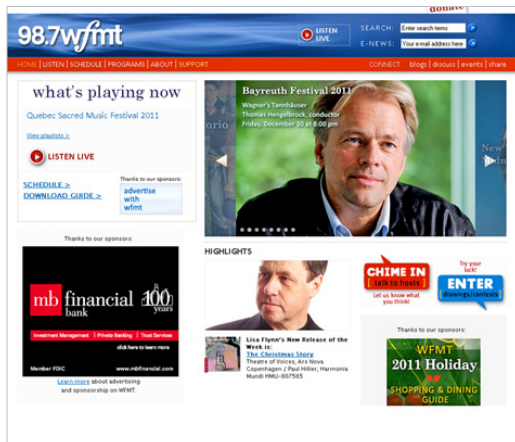 donate
98.7wfmt
LISTEN
LIVE
SEARCH:
Enter search items
E-NEWS:
Your email address here
HOME | LISTEN | SCHEDULE | PROGRAMS | ABOUT | SUPPORT
CONNECT
blogs | discuss | events | share
what's playing now
Quebec Sacred Music Festival 2011
View playlists >
LISTEN LIVE
SCHEDULE >
DOWNLOAD GUIDE >
Thanks to our sponsors:
advertise
with
wfmt
Bayreuth Festival 2011
Wagner's Tannhäuser
Thomas Hengelbrock, conductor
Friday, December 30 at 8:00 pm
orio
New
Thanks to our sponsors:
mb financial
bank
100
years
Investment Management | Private Banking | Trust Services
click here to learn more
Member FDIC
www.mbfinancial.com
Learn more about advertising
and sponsorship on WFMT.
HIGHLIGHTS
Lisa Flynn's New Release of the
Week is:
The Christmas Story
Theatre of Voices, Ars Nova
Copenhagen / Paul Hillier; Harmonia
Mundi HMU-807565
CHIME IN
talk to hosts
Let us know what
you think!
Try your
luck!
ENTER
drawings/contests
Thanks to our sponsors:
WFMT
2011 Holiday
SHOPPING & DINING
GUIDE